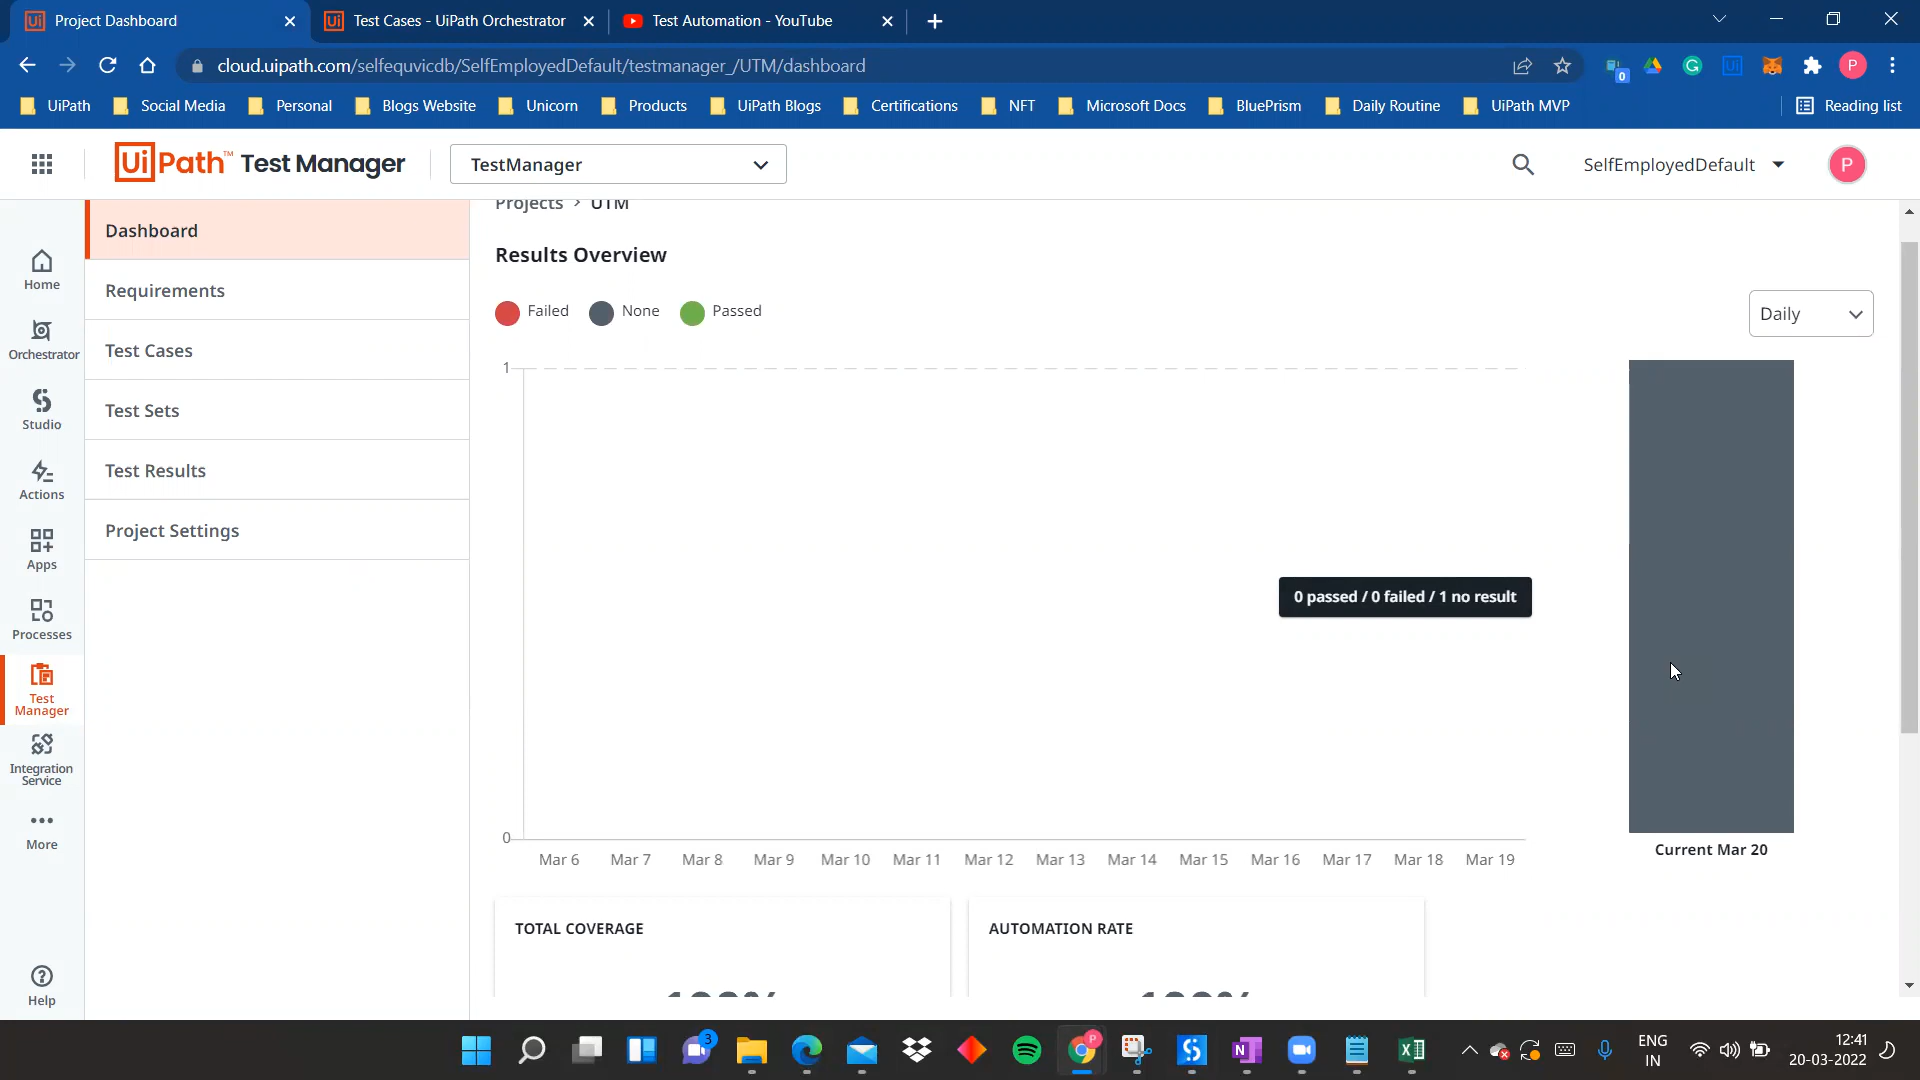 Project Dashboard
Test Cases - UiPath Orchestrator
Test Automation - YouTube
cloud.uipath.com/selfequvicdb/SelfEmployedDefault/testmanager_/UTM/dashboard
0
P
UiPath
Social Media
Personal
Blogs Website
Unicorn
Products
UiPath Blogs
Certifications
NFT
Microsoft Docs
BluePrism
Daily Routine
UiPath MVP
Reading list
UiPath™ Test Manager
TestManager
SelfEmployedDefault
P
Home
Orchestrator
Studio
Actions
Apps
Processes
Test
Manager
Integration
Service
More
Help
Dashboard
Requirements
Test Cases
Test Sets
Test Results
Project Settings
Projects > UTM
Results Overview
Failed
None
Passed
Daily
1
0
0 passed / 0 failed / 1 no result
Mar 6
Mar 7
Mar 8
Mar 9
Mar 10
Mar 11
Mar 12
Mar 13
Mar 14
Mar 15
Mar 16
Mar 17
Mar 18
Mar 19
Current Mar 20
TOTAL COVERAGE
AUTOMATION RATE
3
P
ENG
IN
12:41
20-03-2022